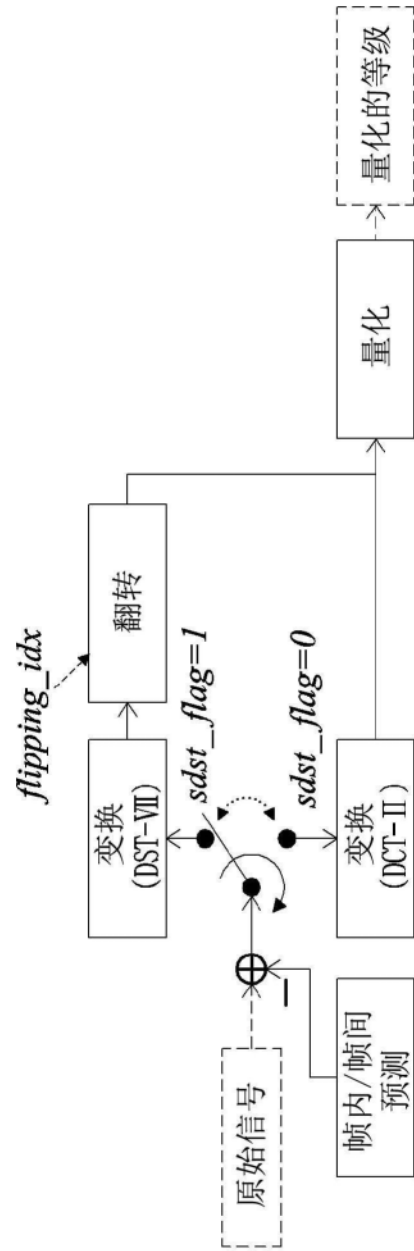 原始信号
帧内/帧间
预测
变换
(DST-Ⅶ)
sdst_flag=1
sdst_flag=0
变换
(DCT-Ⅱ)
flipping_idx
翻转
量化
量化的等级